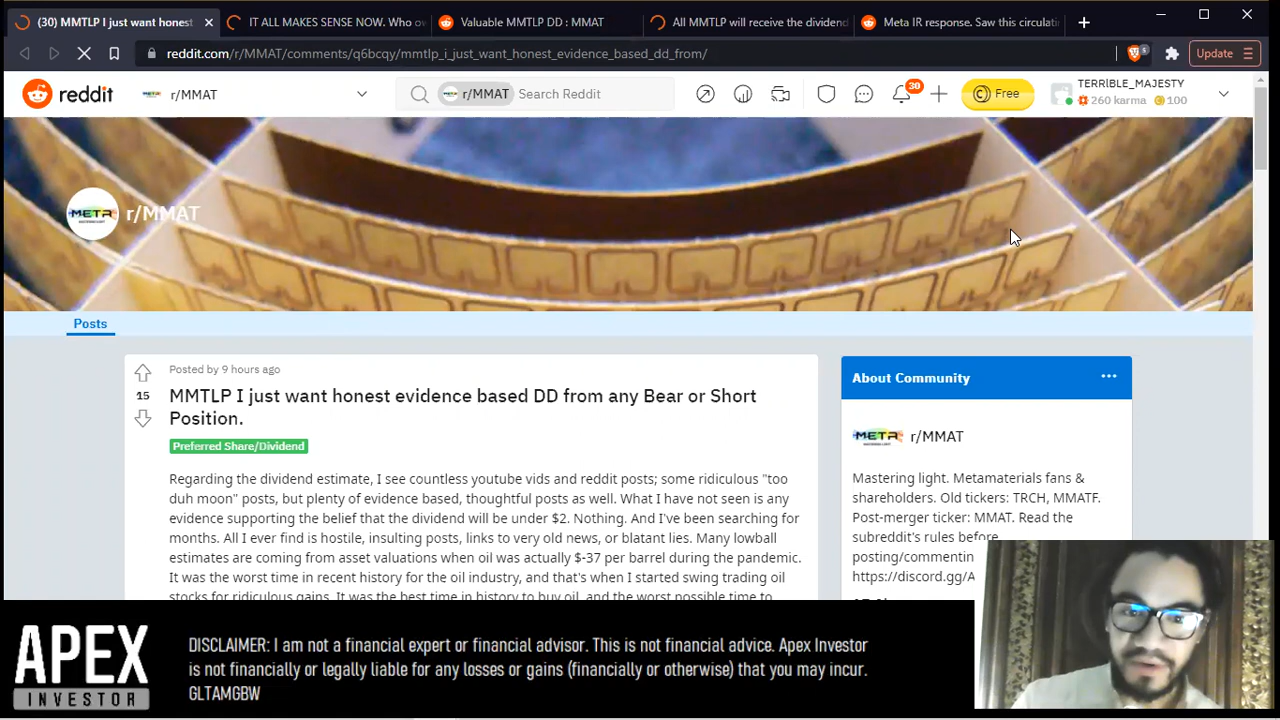 (30) MMTLP I just want honest
IT ALL MAKES SENSE NOW. Who o
Valuable MMTLP DD : MMAT
All MMTLP will receive the dividend
Meta IR response. Saw this circulati
reddit.com/r/MMAT/comments/q6bcqy/mmtlp_i_just_want_honest_evidence_based_dd_from/
Update
reddit
r/MMAT
r/MMAT Search Reddit
30
Free
TERRIBLE_MAJESTY
260 karma 100
META r/MMAT
Posts
Posted by 9 hours ago
15
MMTLP I just want honest evidence based DD from any Bear or Short
Position.
Preferred Share/Dividend
Regarding the dividend estimate, I see countless youtube vids and reddit posts; some ridiculous "too
duh moon" posts, but plenty of evidence based, thoughtful posts as well. What I have not seen is any
evidence supporting the belief that the dividend will be under $2. Nothing. And I've been searching for
months. All I ever find is hostile, insulting posts, links to very old news, or blatant lies. Many lowball
estimates are coming from asset valuations when oil was actually $-37 per barrel during the pandemic.
It was the worst time in recent history for the oil industry, and that's when I started swing trading oil
stocks for ridiculous gains. It was the best time in history to buy oil, and the worst possible time to
About Community
META r/MMAT
Mastering light. Metamaterials fans &
shareholders. Old tickers: TRCH, MMATF.
Post-merger ticker: MMAT. Read the
subreddit's rules before
posting/commentin
https://discord.gg/A
APEX
INVESTOR
DISCLAIMER: I am not a financial expert or financial advisor. This is not financial advice. Apex Investor
is not financially or legally liable for any losses or gains (financially or otherwise) that you may incur.
GLTAMGBW